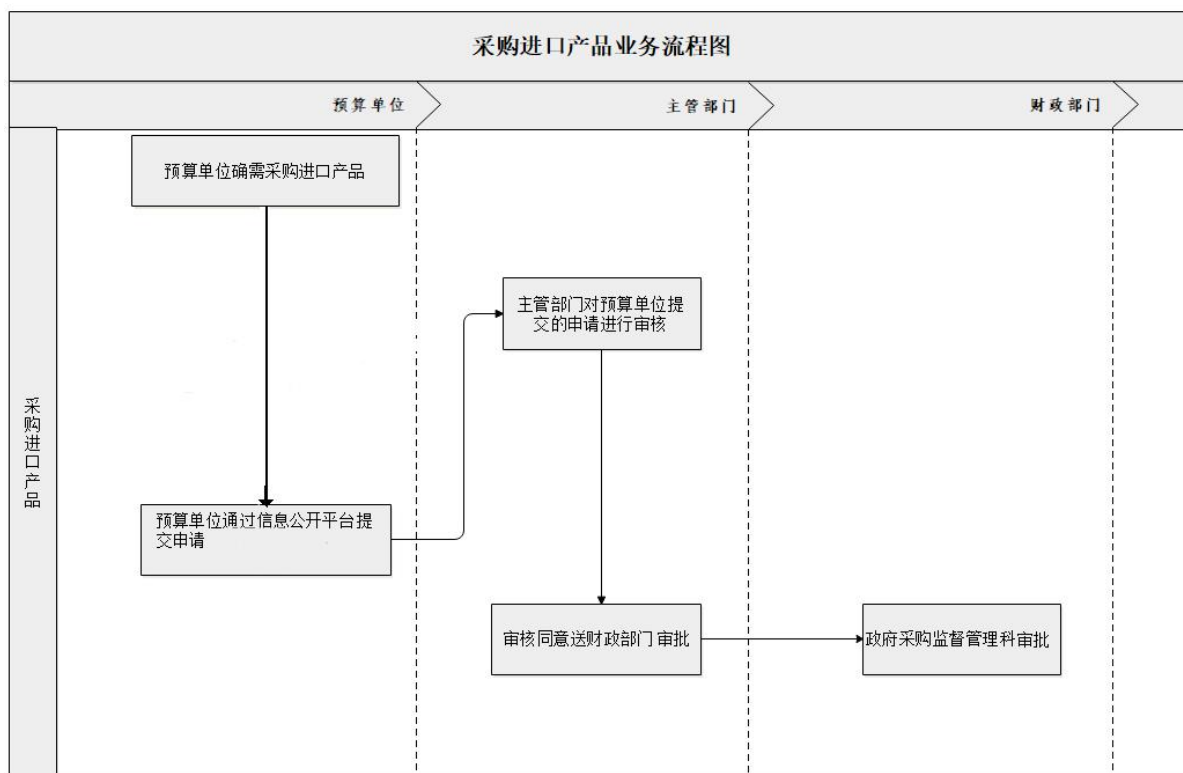 采购进口产品业务流程图
预算单位
主管部门
财政部门
采购进口产品
预算单位确需采购进口产品
主管部门对预算单位提
交的申请进行审核
预算单位通过信息公开平台提
交申请
审核同意送财政部门审批
政府采购监督管理科审批